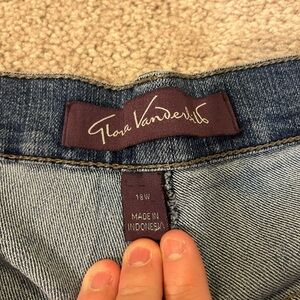 Gloria Vanderbilt
18W
MADE IN
INDONESIA